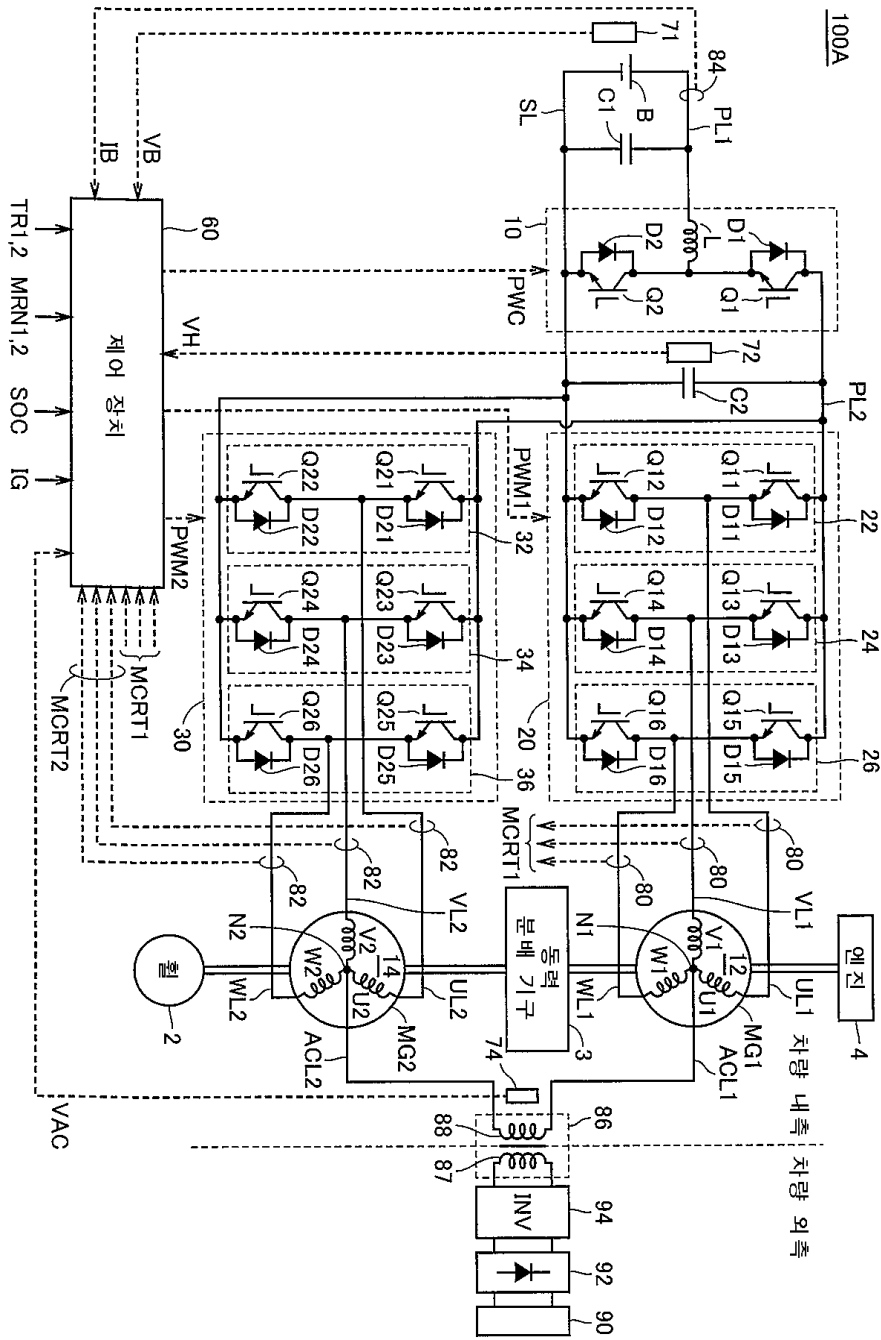 100A
84
PL1
B
C1
SL
71
IB
VB
10
D1
L
D2
Q1
Q2
PWC
60
제어 장치
TR1,2
MRN1,2
SOC
IG
VH
72
C2
PL2
PWM1
PWM2
22
Q11
D11
Q12
D12
24
Q13
D13
Q14
D14
26
Q15
D15
Q16
D16
20
32
Q21
D21
Q22
D22
34
Q23
D23
Q24
D24
36
Q25
D25
Q26
D26
30
MCRT1
MCRT2
MCRT1
80
80
80
82
82
82
엔진
4
UL1
VL1
WL1
N1
V1
12
U1
W1
MG1
ACL1
동력
분배 기구
3
UL2
VL2
WL2
N2
V2
14
U2
W2
MG2
ACL2
휠
2
74
VAC
86
88
87
차량 내측
차량 외측
INV
94
92
90